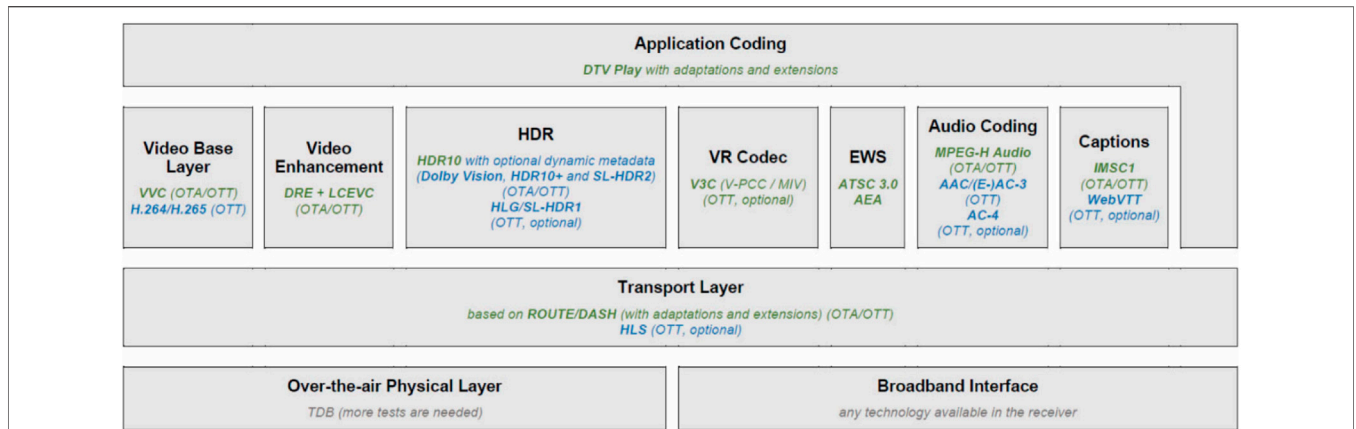 Application Coding
DTV Play with adaptations and extensions
Video Base
Layer
VVC (OTA/OTT)
H.264/H.265 (OTT)
Video
Enhancement
DRE + LCEVC
(OTA/OTT)
HDR
HDR10 with optional dynamic metadata
(Dolby Vision, HDR10+ and SL-HDR2)
(OTA/OTT)
HLG/SL-HDR1
(OTT, optional)
VR Codec
V3C (V-PCC / MIV)
(OTT, optional)
EWS
ATSC 3.0
AEA
Audio Coding
MPEG-H Audio
(OTA/OTT)
AAC/(E-)AC-3
(OTT)
AC-4
(OTT, optional)
Captions
IMSC1
(OTA/OTT)
WebVTT
(OTT, optional)
Transport Layer
based on ROUTE/DASH (with adaptations and extensions) (OTA/OTT)
HLS (OTT, optional)
Over-the-air Physical Layer
TDB (more tests are needed)
Broadband Interface
any technology available in the receiver